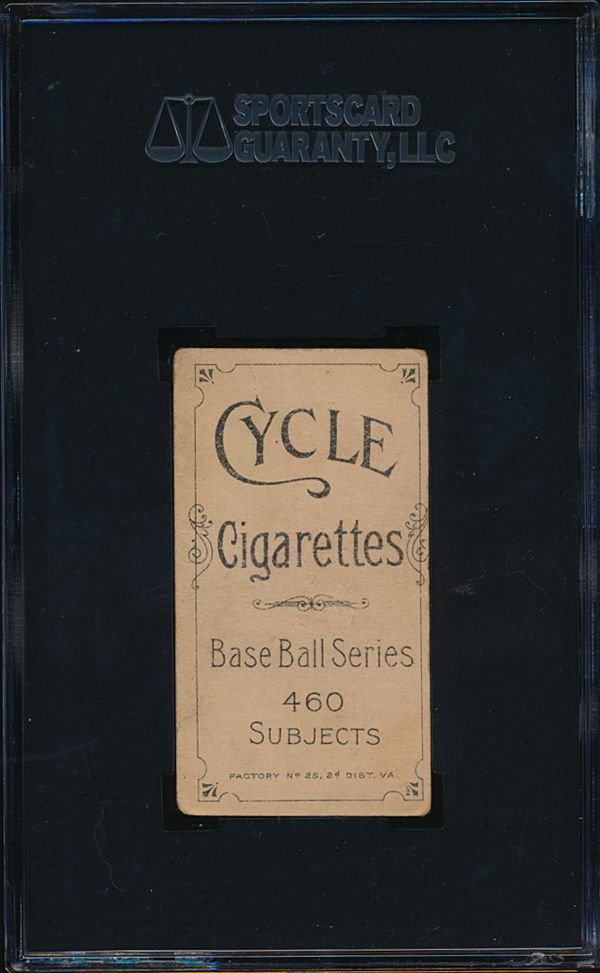 SPORTSCARD
GUARANTY, LLC
CYCLE
Cigarettes
Base Ball Series
460
SUBJECTS
FACTORY Nº 25, 2d DIST. VA.